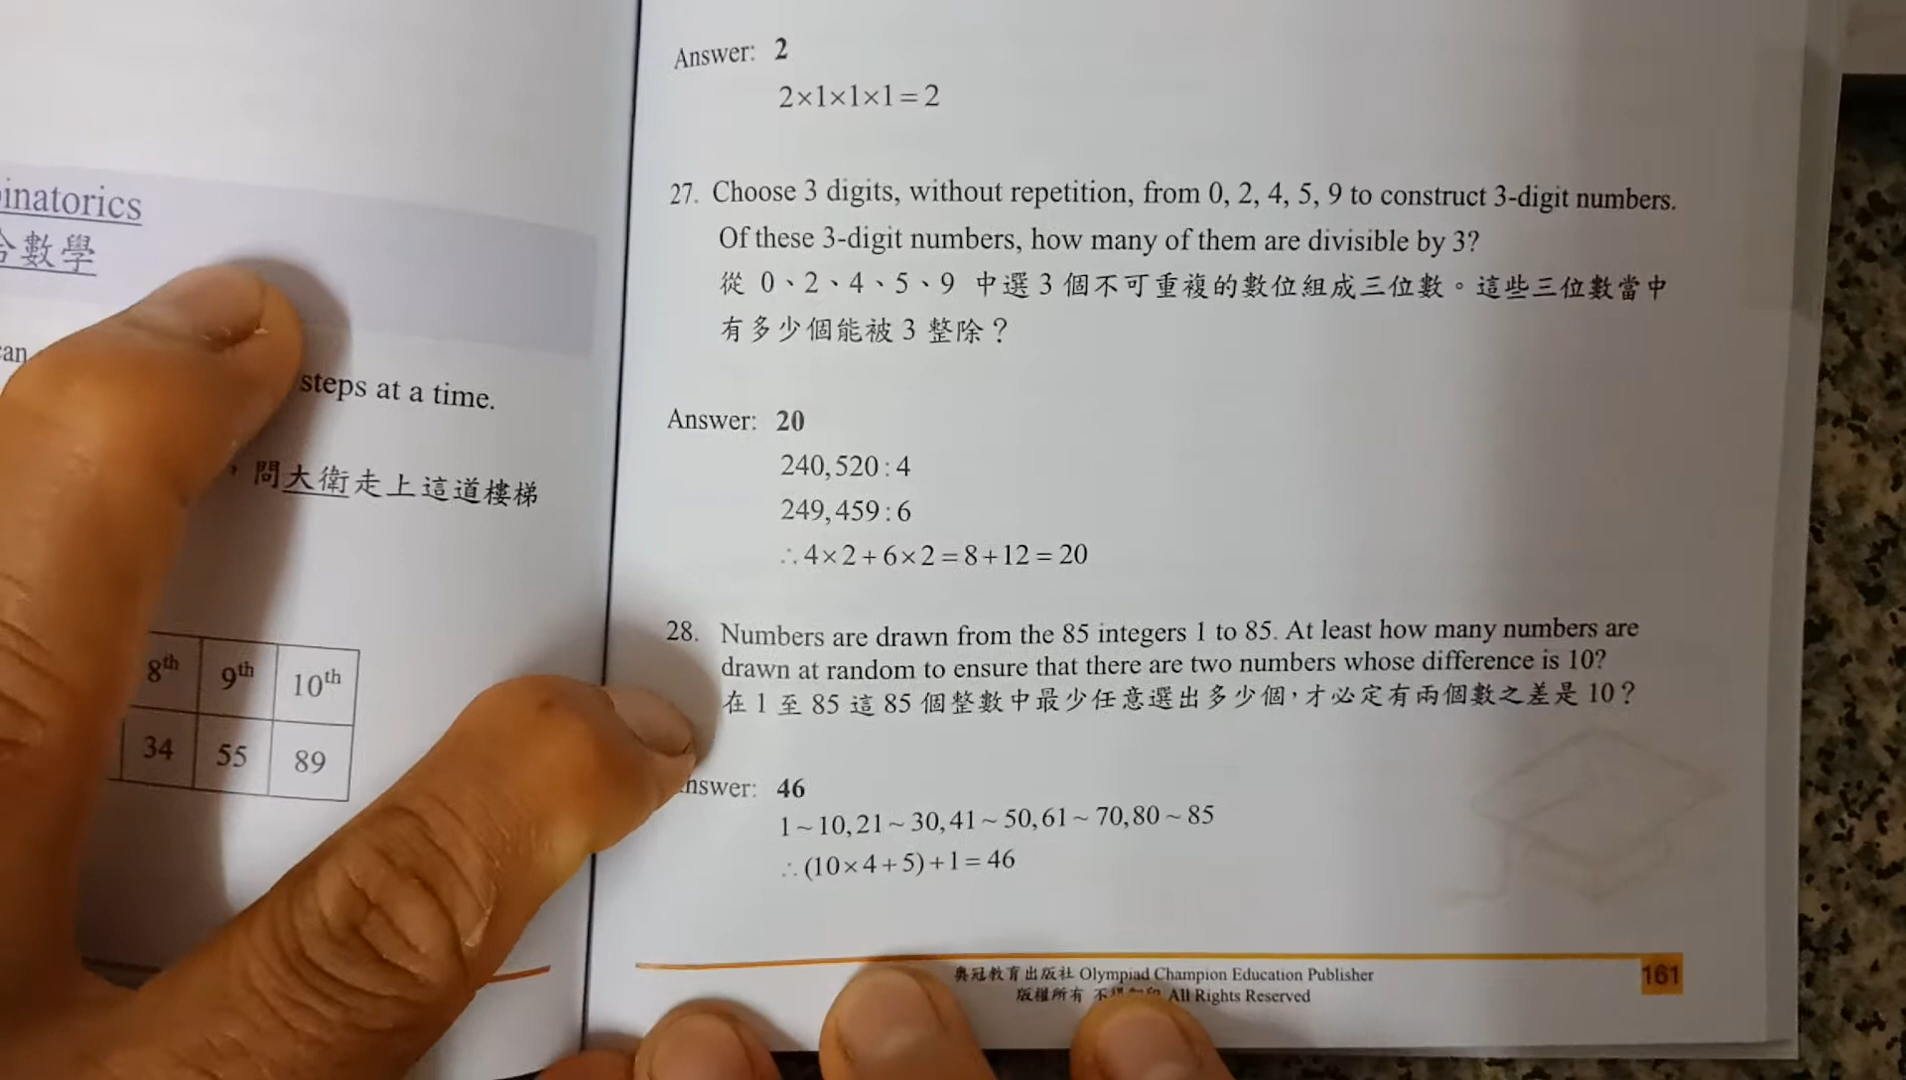 inatorics
數學
steps at a time.
，問大衛走上這道樓梯
8th 9th 10th
34 55 89
Answer: 2
2×1×1×1=2
27. Choose 3 digits, without repetition, from 0, 2, 4, 5, 9 to construct 3-digit numbers.
Of these 3-digit numbers, how many of them are divisible by 3?
從 0、2、4、5、9 中選 3 個不可重複的數位組成三位數。這些三位數當中
有多少個能被 3 整除？
Answer: 20
240,520:4
249,459:6
∴4×2+6×2=8+12=20
28. Numbers are drawn from the 85 integers 1 to 85. At least how many numbers are
drawn at random to ensure that there are two numbers whose difference is 10?
在 1 至 85 這 85 個整數中最少任意選出多少個，才必定有兩個數之差是 10？
nswer: 46
1~10,21~30,41~50,61~70,80~85
∴(10×4+5)+1=46
奧冠教育出版社 Olympiad Champion Education Publisher
版權所有 不 All Rights Reserved
161